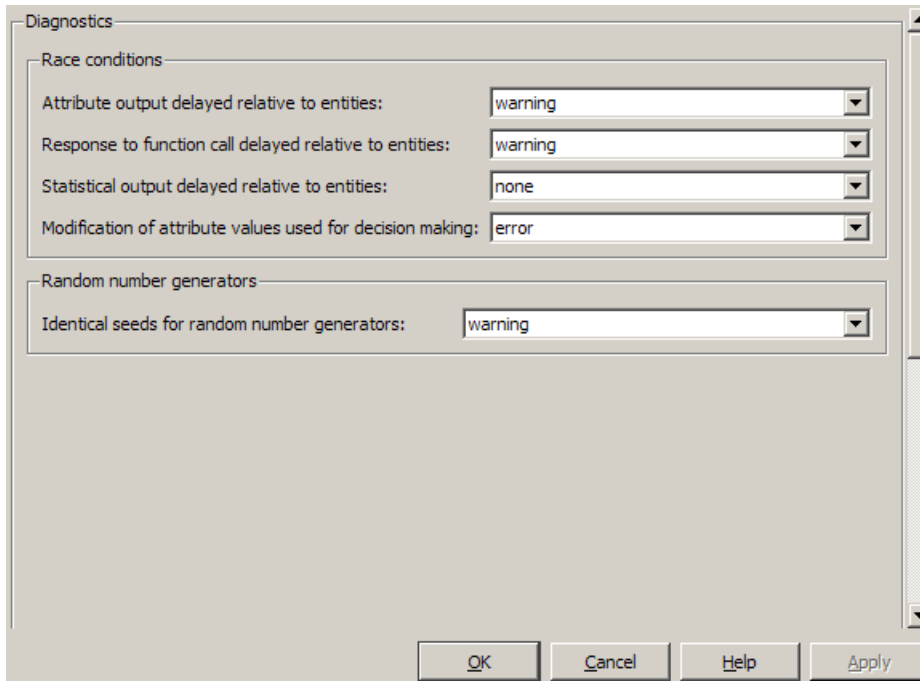 Diagnostics
Race conditions
Attribute output delayed relative to entities: warning
Response to function call delayed relative to entities: warning
Statistical output delayed relative to entities: none
Modification of attribute values used for decision making: error
Random number generators
Identical seeds for random number generators: warning
OK Cancel Help Apply